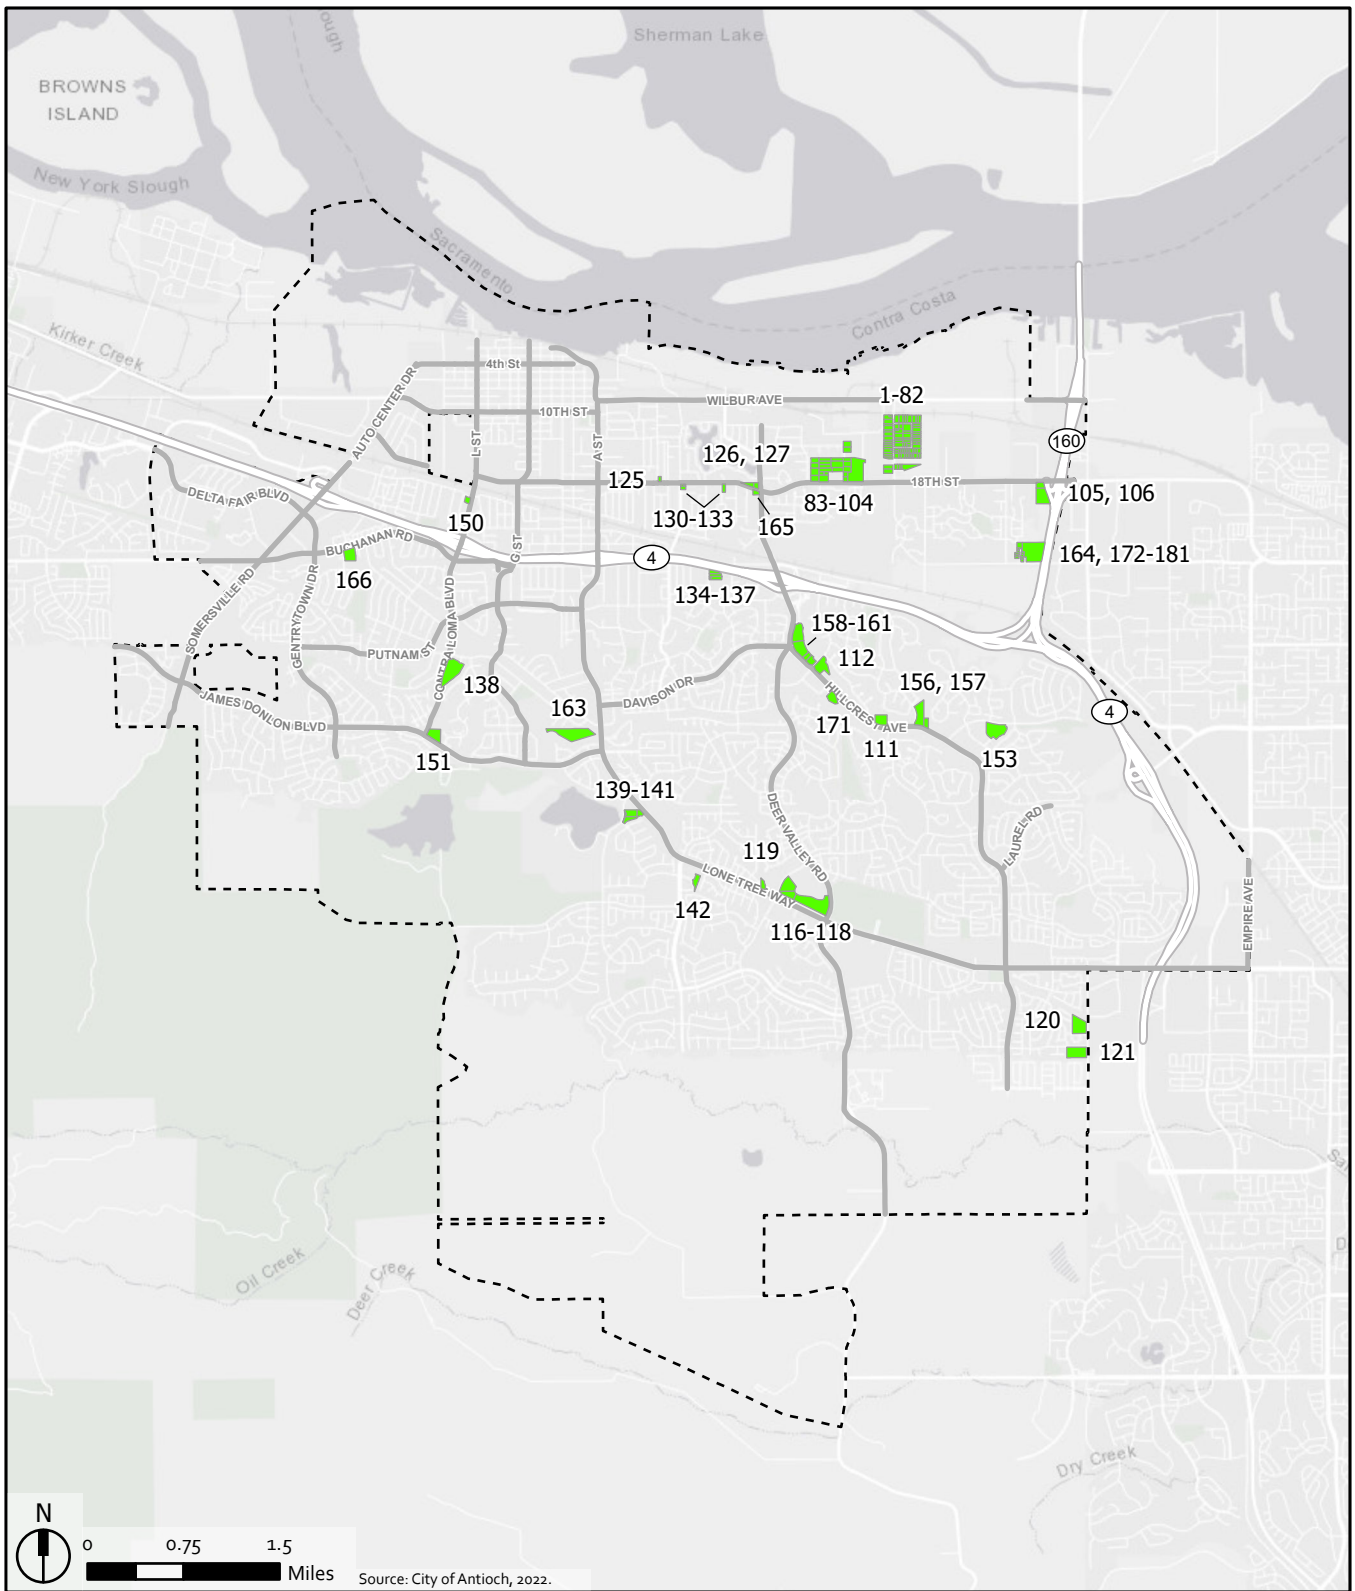 Sherman Lake
ough
BROWNS
ISLAND
New York Slough
Sacramento
Contra Costa
Kirker Creek
4th St
AUTO CENTER DR
1-82
WILBUR AVE
10TH ST
L ST
A ST
160
126, 127
125
18TH ST
DELTA FAIR BLVD
105, 106
83-104
130-133
165
150
BUCHANAN RD
G ST
4
164, 172-181
166
134-137
SOMERSVILLE RD
GENTRYTOWN DR
CONTRA LOMA BLVD
158-161
PUTNAM ST
112
138
DAVISON DR
HILLCREST AVE
156, 157
JAMES DONLON BLVD
163
171
4
111
153
151
139-141
DEER VALLEY RD
LAUREL RD
119
LONE TREE WAY
142
116-118
EMPIRE AVE
120
121
Oil Creek
Deer Creek
Dry Creek
N
0 0.75 1.5
Miles
Source: City of Antioch, 2022.